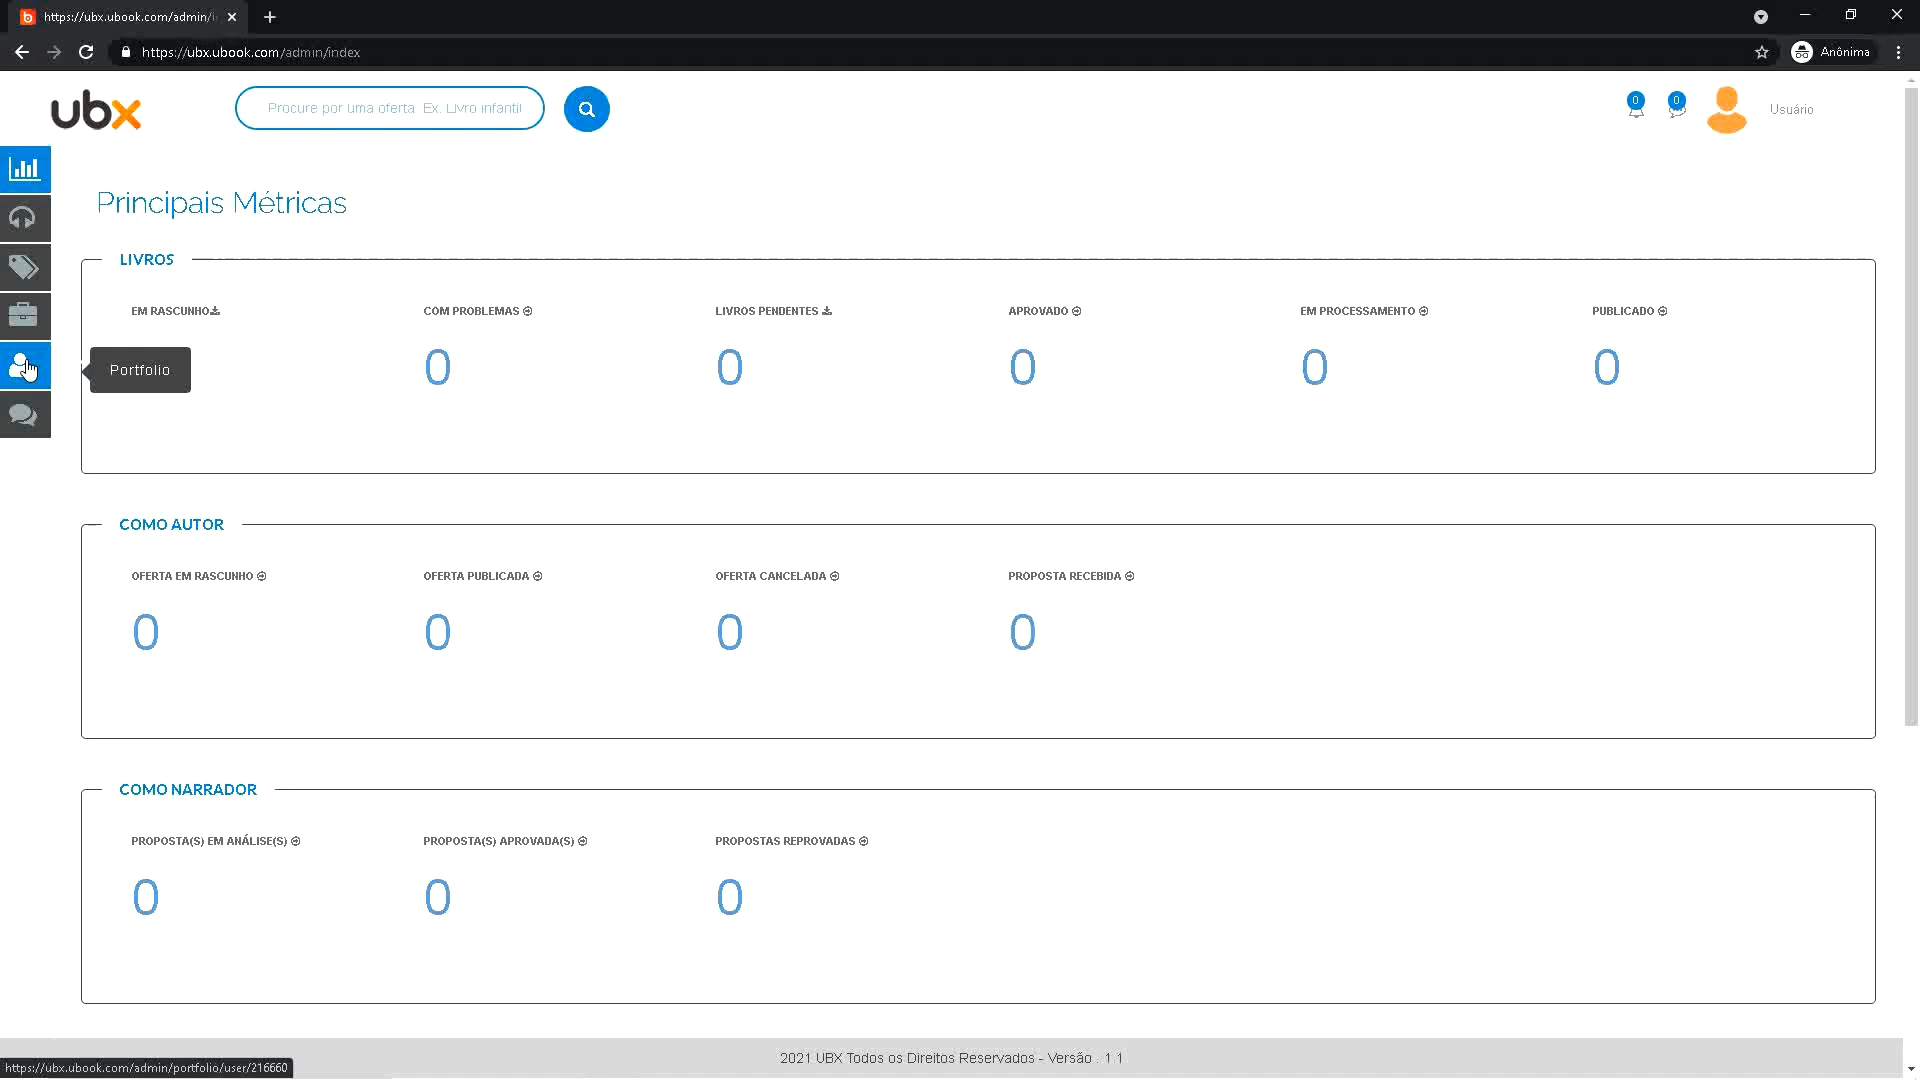 https://ubx.ubook.com/admin/i
https://ubx.ubook.com/admin/index
Anônima
ubx
Procure por uma oferta. Ex. Livro infantil
0
0
Usuário
Principais Métricas
LIVROS
EM RASCUNHO
COM PROBLEMAS
LIVROS PENDENTES
APROVADO
EM PROCESSAMENTO
PUBLICADO
Portfolio
0
0
0
0
0
COMO AUTOR
OFERTA EM RASCUNHO
OFERTA PUBLICADA
OFERTA CANCELADA
PROPOSTA RECEBIDA
0
0
0
0
COMO NARRADOR
PROPOSTA(S) EM ANÁLISE(S)
PROPOSTA(S) APROVADA(S)
PROPOSTAS REPROVADAS
0
0
0
2021 UBX Todos os Direitos Reservados - Versão . 1.1
https://ubx.ubook.com/admin/portfolio/user/216660